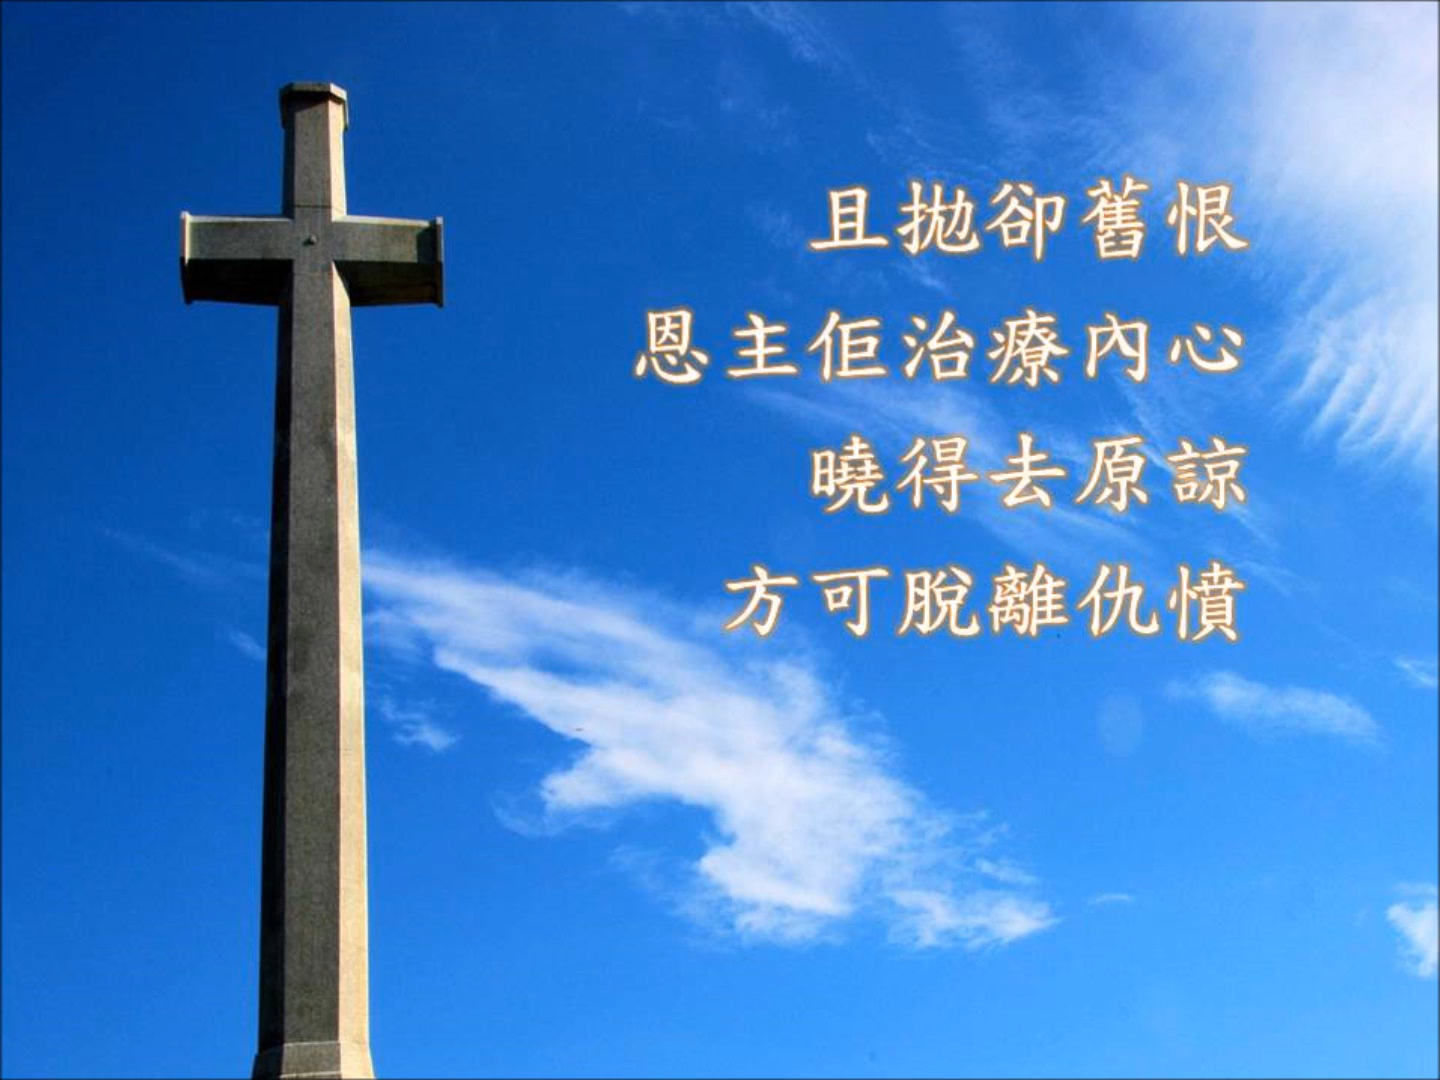 且拋卻舊恨
恩主佢治療內心
曉得去原諒
方可脫離仇憤